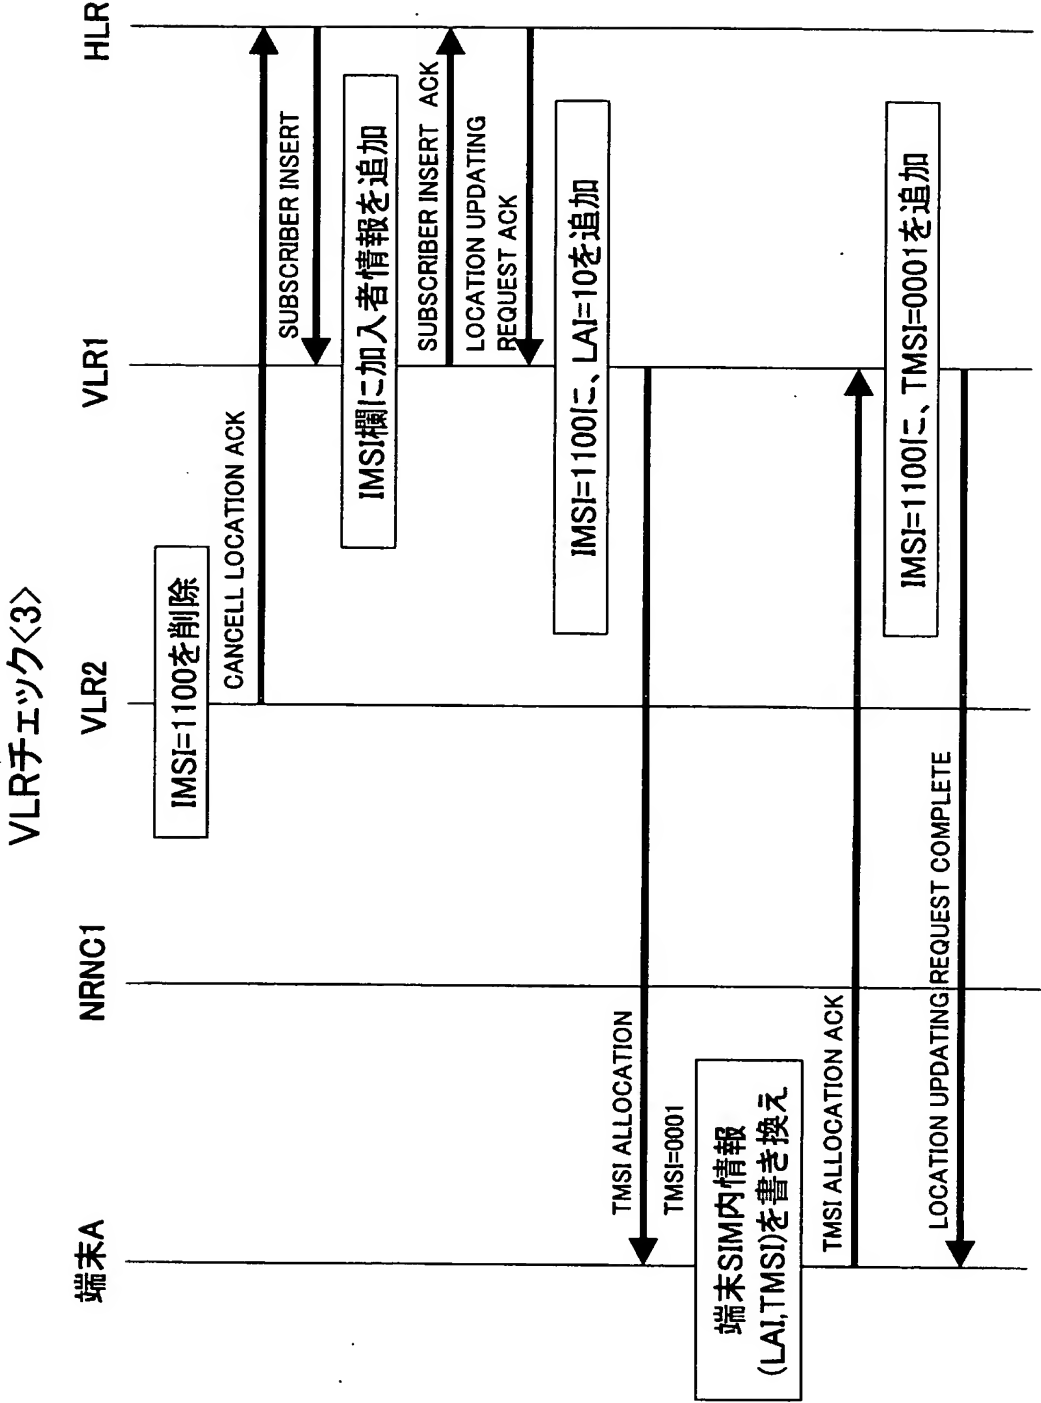 VLRチェック<3>
端末A
NRNC1
VLR2
VLR1
HLR
IMSI=1100を削除
CANCELL LOCATION ACK
SUBSCRIBER INSERT
IMSI欄に加入者情報を追加
SUBSCRIBER INSERT ACK
LOCATION UPDATING
REQUEST ACK
IMSI=1100に、LAI=10を追加
TMSI ALLOCATION
TMSI=0001
端末SIM内情報
(LAI,TMSI)を書き換え
TMSI ALLOCATION ACK
IMSI=1100に、TMSI=0001を追加
LOCATION UPDATING REQUEST COMPLETE